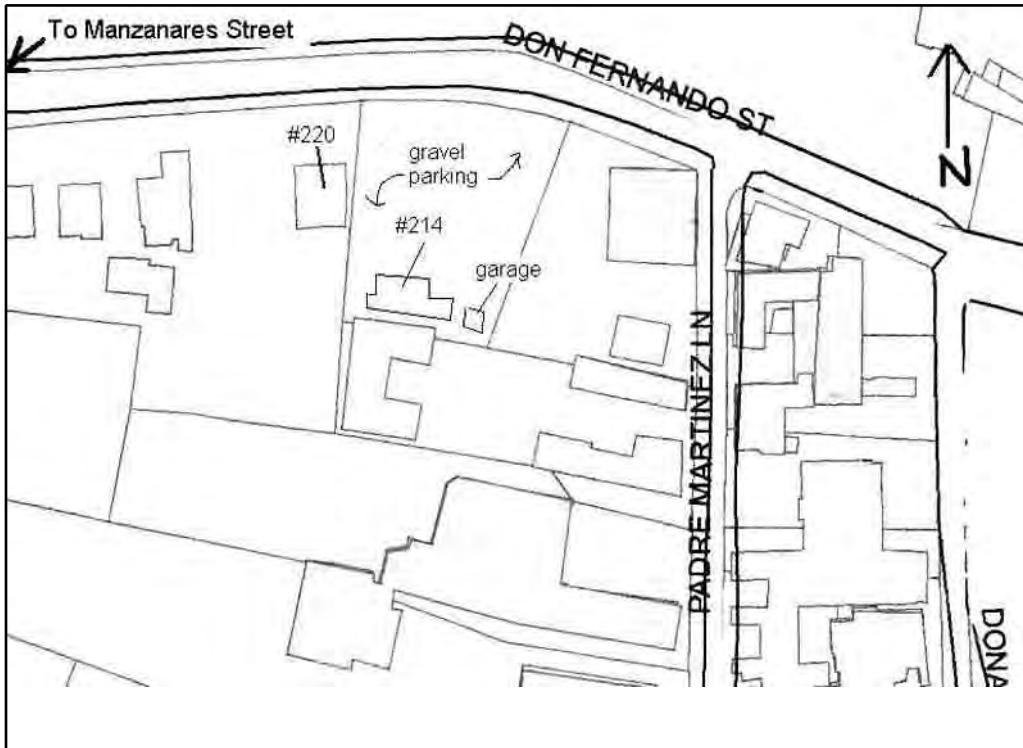 To Manzanares Street
DON FERNANDO ST
N
#220
gravel
parking
#214
garage
PADRE MARTINEZ LN
DONA